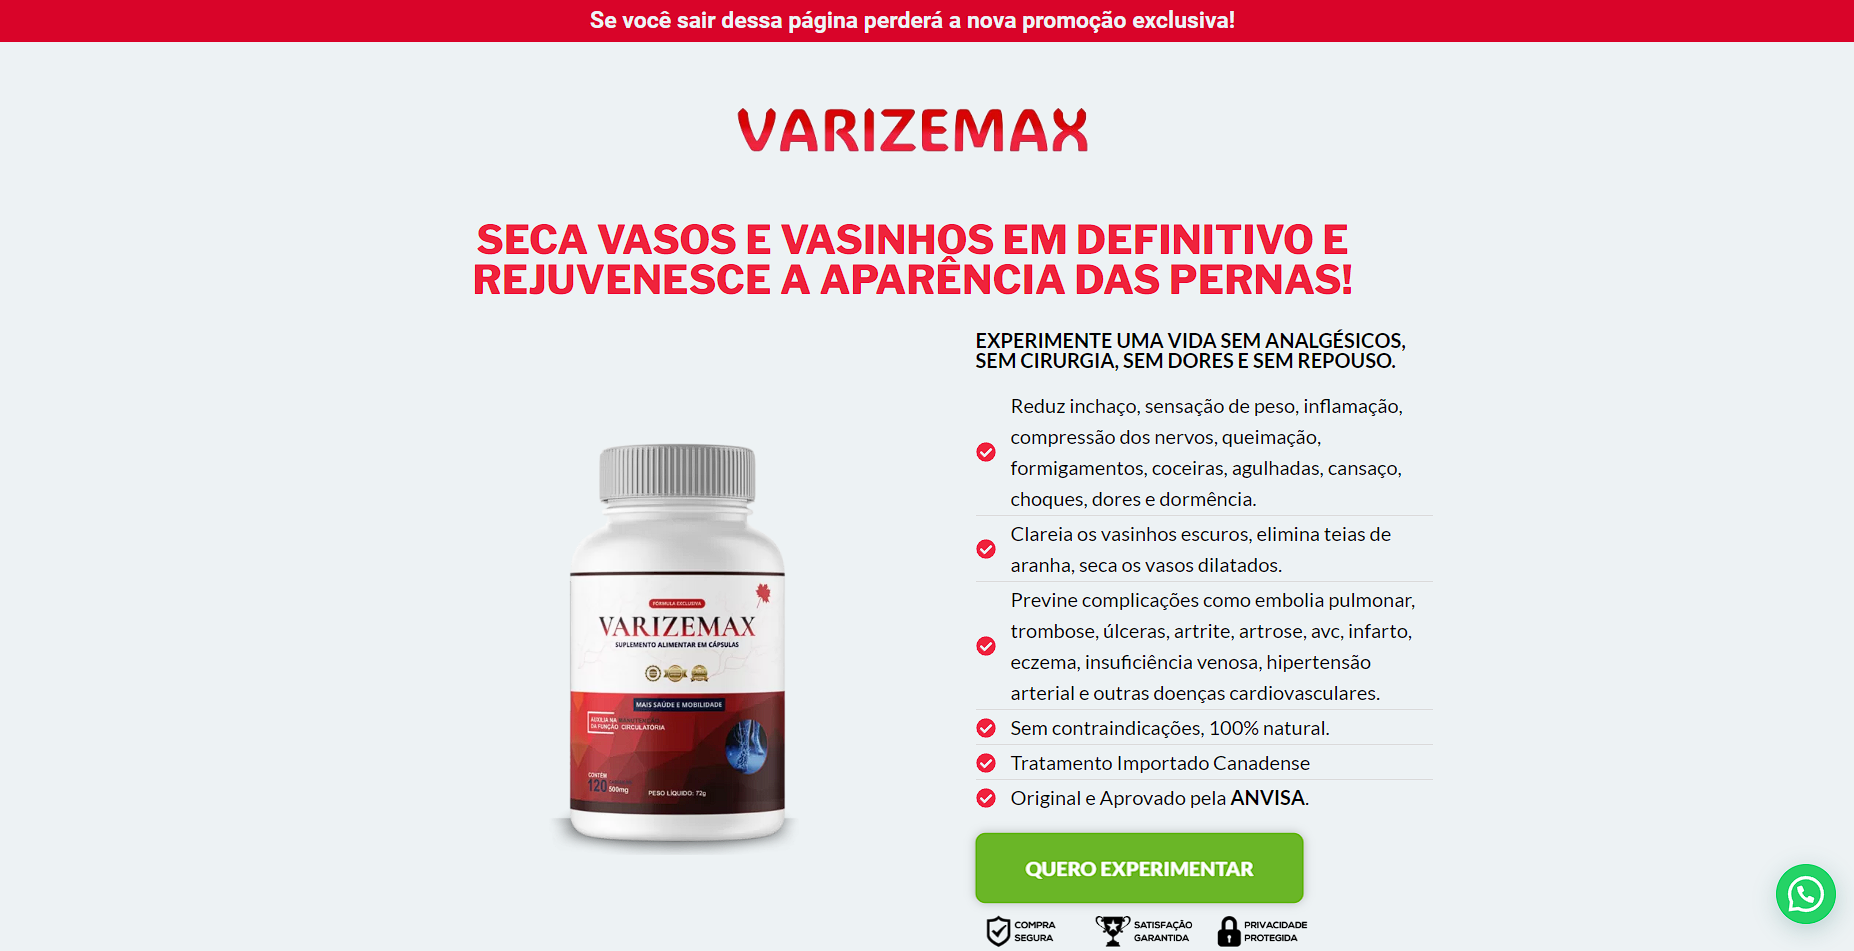 Se você sair dessa página perderá a nova promoção exclusiva!
VARIZEMAX
SECA VASOS E VASINHOS EM DEFINITIVO E
REJUVENESCE A APARÊNCIA DAS PERNAS!
EXPERIMENTE UMA VIDA SEM ANALGÉSICOS,
SEM CIRURGIA, SEM DORES E SEM REPOUSO.
Reduz inchaço, sensação de peso, inflamação,
compressão dos nervos, queimação,
formigamentos, coceiras, agulhadas, cansaço,
choques, dores e dormência.
Clareia os vasinhos escuros, elimina teias de
aranha, seca os vasos dilatados.
Previne complicações como embolia pulmonar,
trombose, úlceras, artrite, artrose, avc, infarto,
eczema, insuficiência venosa, hipertensão
arterial e outras doenças cardiovasculares.
Sem contraindicações, 100% natural.
Tratamento Importado Canadense
Original e Aprovado pela ANVISA.
QUERO EXPERIMENTAR
COMPRA
SEGURA
SATISFAÇÃO
GARANTIDA
PRIVACIDADE
PROTEGIDA
FÓRMULA EXCLUSIVA
VARIZEMAX
SUPLEMENTO ALIMENTAR EM CÁPSULAS
MAIS SAÚDE E MOBILIDADE
AUXILIA NA MANUTENÇÃO
DA FUNÇÃO CIRCULATÓRIA
CONTÉM
120
500mg
PESO LÍQUIDO: 72g